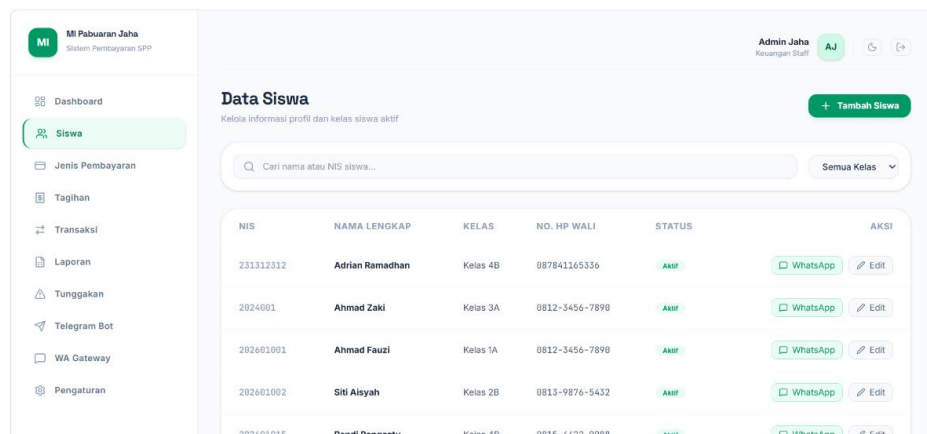 MI
MI Pabuaran Jaha
Sistem Pembayaran SPP
Admin Jaha
Keuangan Staff
AJ
Dashboard
Siswa
Jenis Pembayaran
Tagihan
Transaksi
Laporan
Tunggakan
Telegram Bot
WA Gateway
Pengaturan
Data Siswa
Kelola informasi profil dan kelas siswa aktif
+ Tambah Siswa
Cari nama atau NIS siswa...
Semua Kelas
NIS NAMA LENGKAP KELAS NO. HP WALI STATUS AKSI
231312312 Adrian Ramadhan Kelas 4B 087841165336 Aktif WhatsApp Edit
2024001 Ahmad Zaki Kelas 3A 0812-3456-7890 Aktif WhatsApp Edit
202601001 Ahmad Fauzi Kelas 1A 0812-3456-7890 Aktif WhatsApp Edit
202601002 Siti Aisyah Kelas 2B 0813-9876-5432 Aktif WhatsApp Edit
WhatsApp Edit